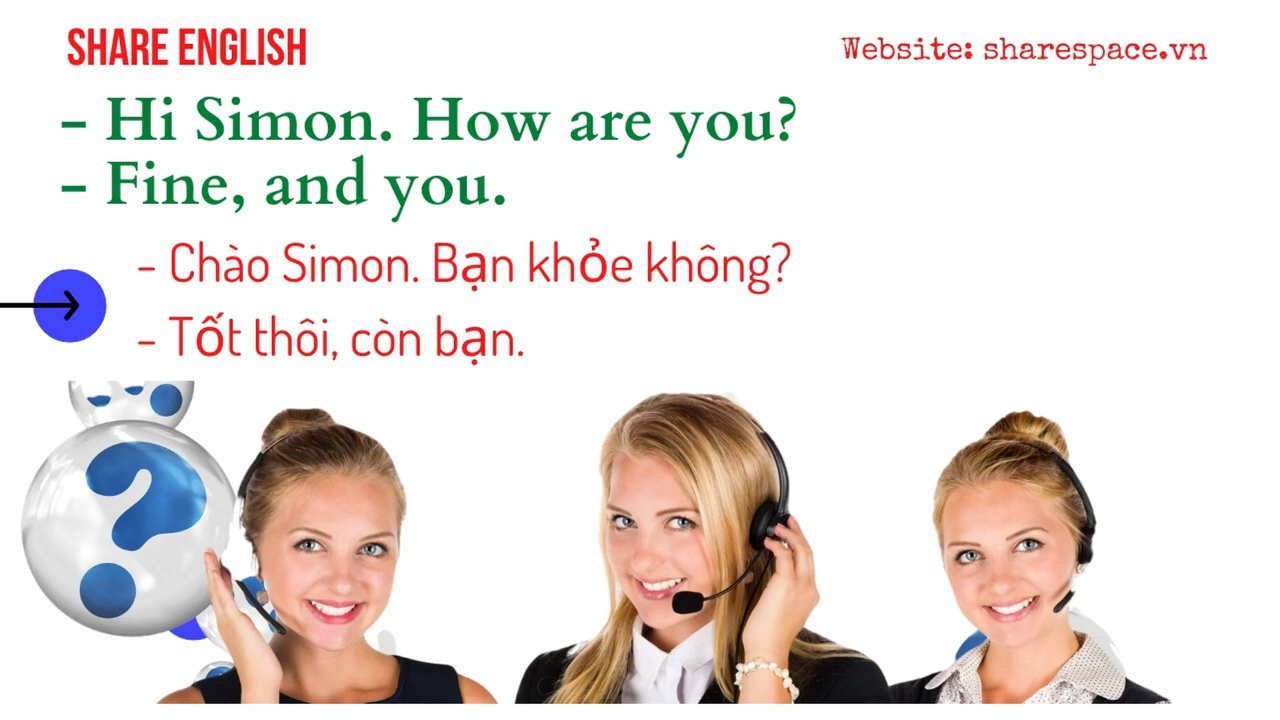 SHARE ENGLISH
Website: sharespace.vn
- Hi Simon. How are you?
- Fine, and you.
- Chào Simon. Bạn khỏe không?
- Tốt thôi, còn bạn.
?